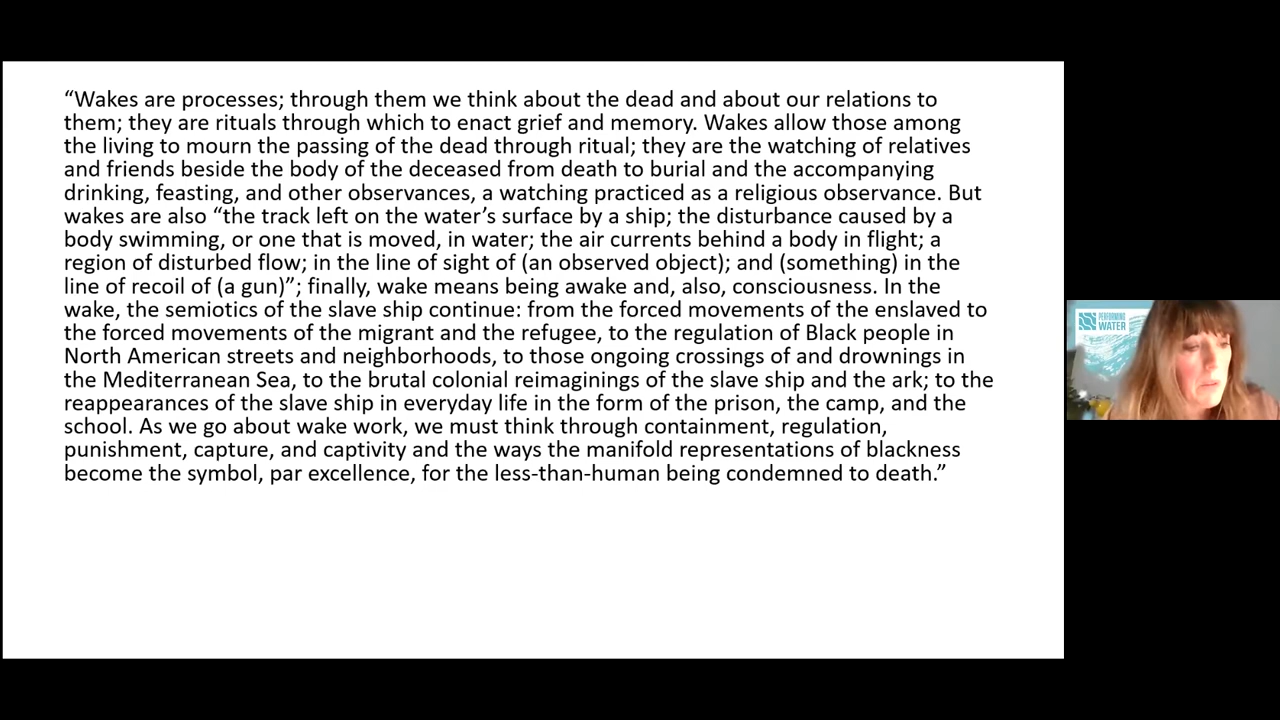 “Wakes are processes; through them we think about the dead and about our relations to
them; they are rituals through which to enact grief and memory. Wakes allow those among
the living to mourn the passing of the dead through ritual; they are the watching of relatives
and friends beside the body of the deceased from death to burial and the accompanying
drinking, feasting, and other observances, a watching practiced as a religious observance. But
wakes are also “the track left on the water’s surface by a ship; the disturbance caused by a
body swimming, or one that is moved, in water; the air currents behind a body in flight; a
region of disturbed flow; in the line of sight of (an observed object); and (something) in the
line of recoil of (a gun)”; finally, wake means being awake and, also, consciousness. In the
wake, the semiotics of the slave ship continue: from the forced movements of the enslaved to
the forced movements of the migrant and the refugee, to the regulation of Black people in
North American streets and neighborhoods, to those ongoing crossings of and drownings in
the Mediterranean Sea, to the brutal colonial reimaginings of the slave ship and the ark; to the
reappearances of the slave ship in everyday life in the form of the prison, the camp, and the
school. As we go about wake work, we must think through containment, regulation,
punishment, capture, and captivity and the ways the manifold representations of blackness
become the symbol, par excellence, for the less-than-human being condemned to death.”
PERFORMING
WATER